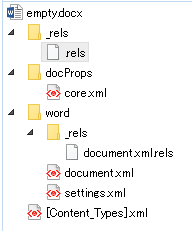 empty.docx
_rels
.rels
docProps
core.xml
word
_rels
document.xml.rels
document.xml
settings.xml
[Content_Types].xml